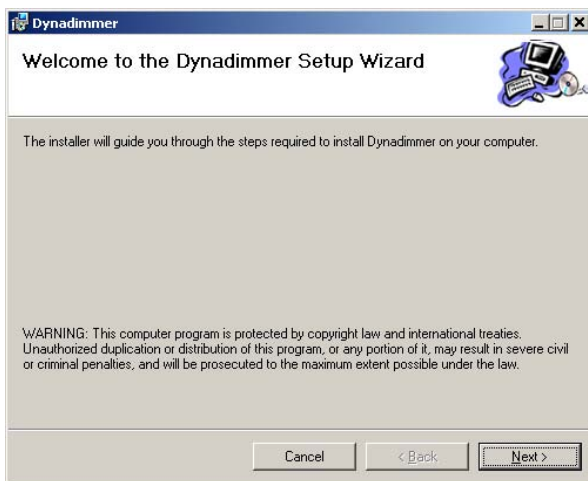 Dynadimmer
Welcome to the Dynadimmer Setup Wizard
The installer will guide you through the steps required to install Dynadimmer on your computer.
WARNING: This computer program is protected by copyright law and international treaties.
Unauthorized duplication or distribution of this program, or any portion of it, may result in severe civil
or criminal penalties, and will be prosecuted to the maximum extent possible under the law.
Cancel
< Back
Next >